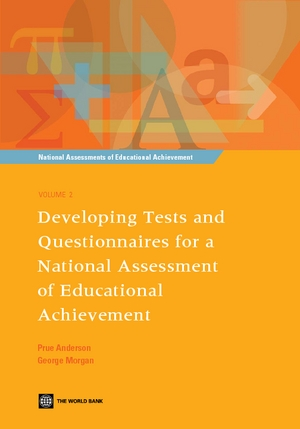 National Assessments of Educational Achievement
VOLUME 2
Developing Tests and
Questionnaires for a
National Assessment
of Educational
Achievement
Prue Anderson
George Morgan
THE WORLD BANK